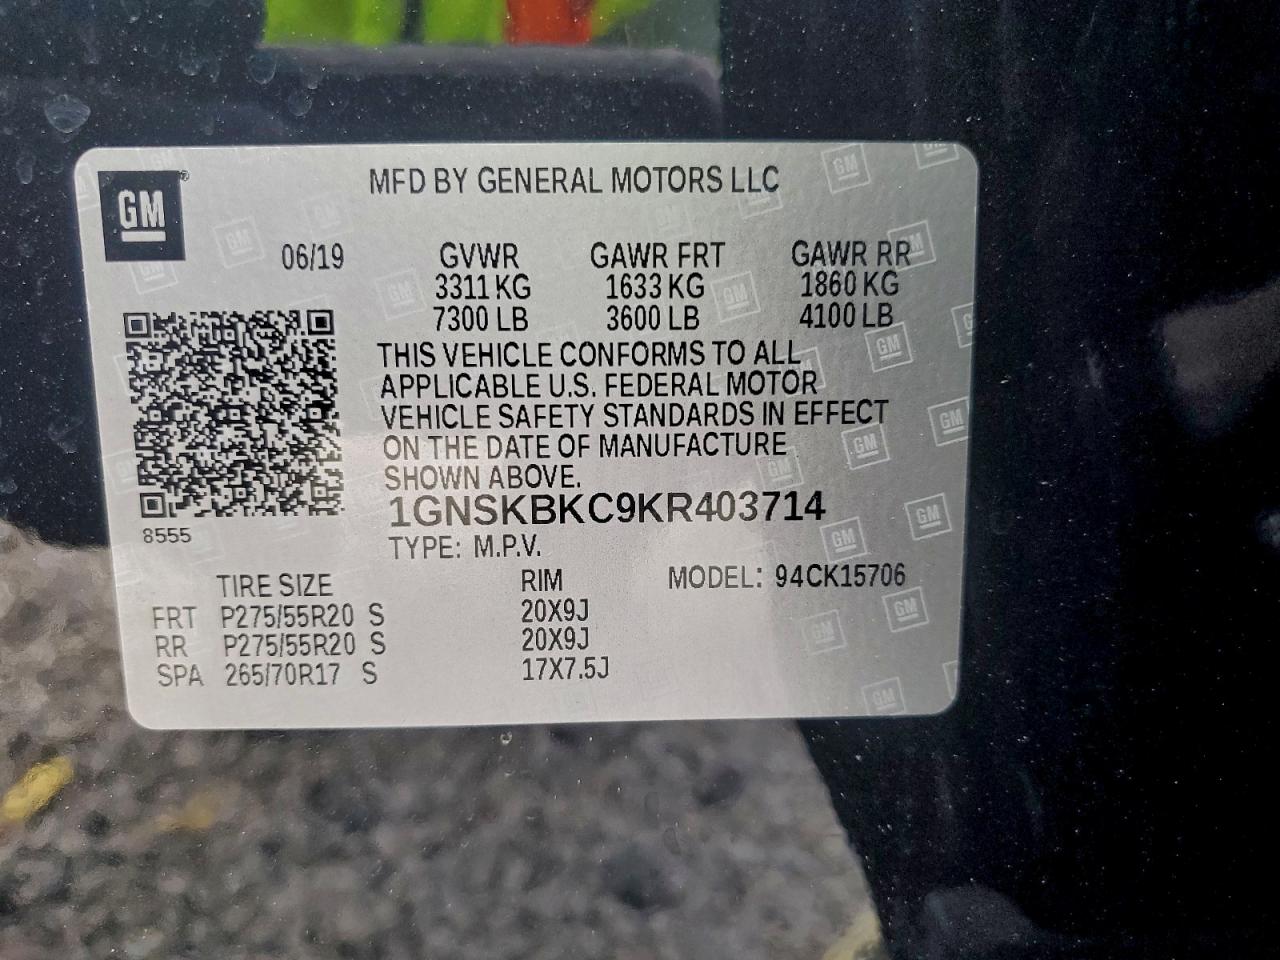 GM®
MFD BY GENERAL MOTORS LLC
06/19 GVWR GAWR FRT GAWR RR
3311 KG 1633 KG 1860 KG
7300 LB 3600 LB 4100 LB
THIS VEHICLE CONFORMS TO ALL
APPLICABLE U.S. FEDERAL MOTOR
VEHICLE SAFETY STANDARDS IN EFFECT
ON THE DATE OF MANUFACTURE
SHOWN ABOVE.
1GNSKBKC9KR403714
8555
TYPE: M.P.V.
TIRE SIZE RIM MODEL: 94CK15706
FRT P275/55R20 S 20X9J
RR P275/55R20 S 20X9J
SPA 265/70R17 S 17X7.5J